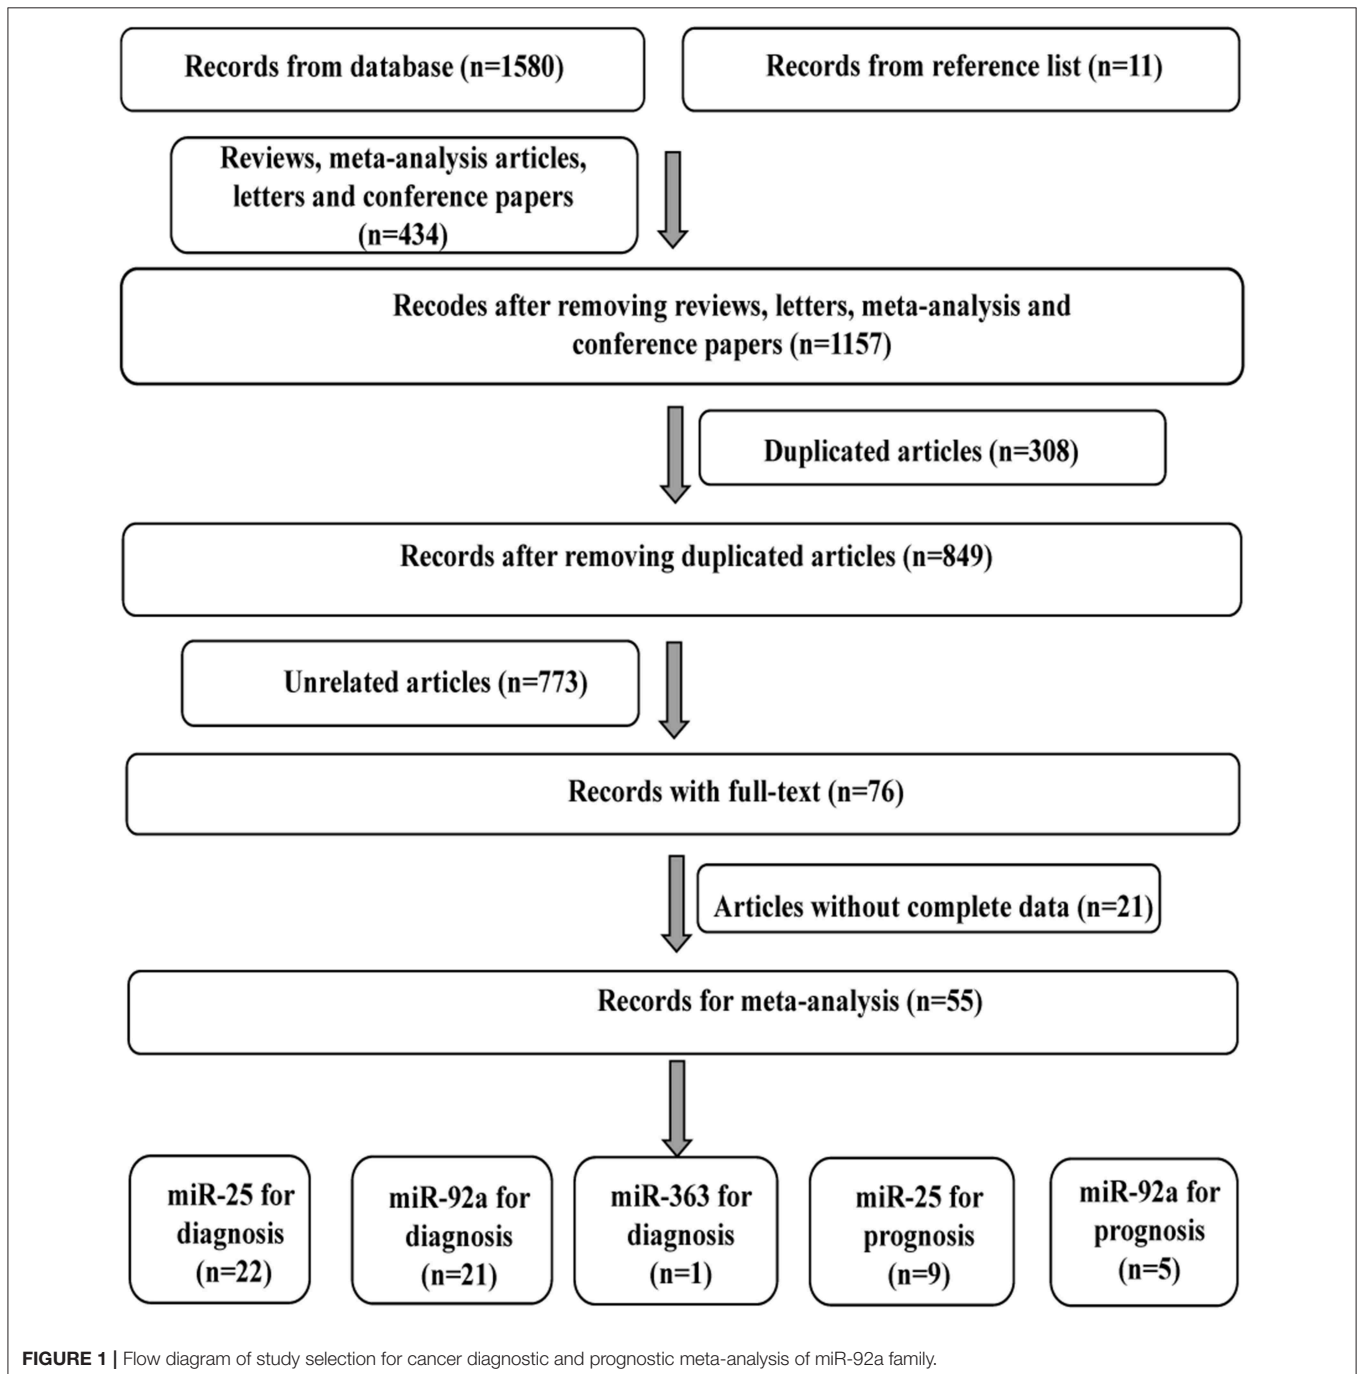 Records from database (n=1580)
Records from reference list (n=11)
Reviews, meta-analysis articles,
letters and conference papers
(n=434)
Recodes after removing reviews, letters, meta-analysis and
conference papers (n=1157)
Duplicated articles (n=308)
Records after removing duplicated articles (n=849)
Unrelated articles (n=773)
Records with full-text (n=76)
Articles without complete data (n=21)
Records for meta-analysis (n=55)
miR-25 for
diagnosis
(n=22)
miR-92a for
diagnosis
(n=21)
miR-363 for
diagnosis
(n=1)
miR-25 for
prognosis
(n=9)
miR-92a for
prognosis
(n=5)
FIGURE 1 | Flow diagram of study selection for cancer diagnostic and prognostic meta-analysis of miR-92a family.